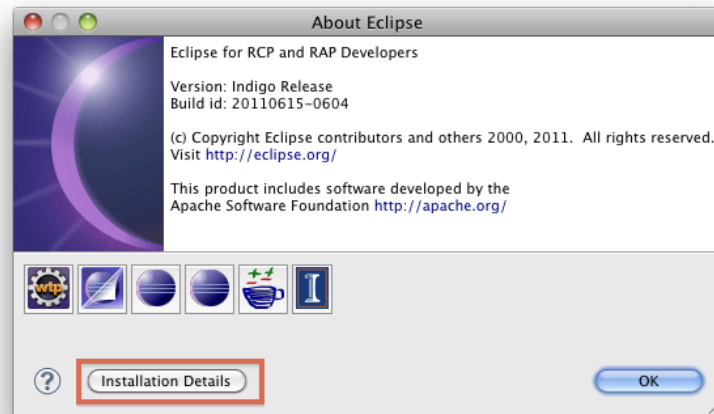 About Eclipse
Eclipse for RCP and RAP Developers
Version: Indigo Release
Build id: 20110615-0604
(c) Copyright Eclipse contributors and others 2000, 2011.  All rights reserved.
Visit http://eclipse.org/
This product includes software developed by the
Apache Software Foundation http://apache.org/
wtp
I
?
Installation Details
OK